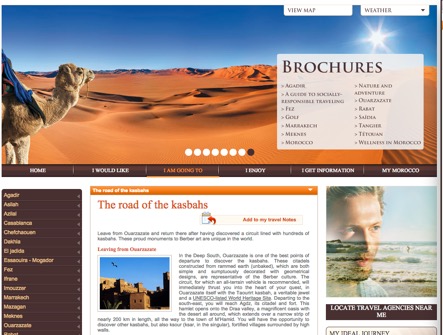 VIEW MAP
WEATHER
BROCHURES
> AGADIR
> A GUIDE TO SOCIALLY-
RESPONSIBLE TRAVELING
> FEZ
> GOLF
> MARRAKECH
> MEKNES
> MOROCCO
> NATURE AND
ADVENTURE
> OUARZAZATE
> RABAT
> SAÏDIA
> TANGIER
> TÉTOUAN
> WELLNESS IN MOROCCO
HOME
I WOULD LIKE
I AM GOING TO
I ENJOY
I GET INFORMATION
MY MOROCCO
Agadir
Asilah
Azilal
Casablanca
Chefchaouen
Dakhla
El jadida
Essaouira - Mogador
Fez
Ifrane
Imouzzer
Marrakech
Mazagan
Meknes
Ouarzazate
Rabat
The road of the kasbahs
The road of the kasbahs
Add to my travel Notes
Leave from Ouarzazate and return there after having discovered a circuit lined with hundreds of
kasbahs. These proud monuments to Berber art are unique in the world.
Leaving from Ouarzazate
In the Deep South, Ouarzazate is one of the best points of
departure to discover the kasbahs. These citadels
constructed from rammed earth (unbaked), which are both
simple and sumptuously decorated with geometrical
designs, are representative of the Berber culture. The
circuit, for which an all-terrain vehicle is recommended, will
immediately thrust you into the heart of your quest, in
Ouarzazate itself with the Taourirt kasbah, a veritable jewel
and a UNESCO-listed World Heritage Site. Departing to the
south-east, you will reach Agdz, its citadel and fort. This
hamlet opens onto the Draa valley, a magnificent oasis with
the desert all around, which extends over a narrow strip of
nearly 200 km in length, all the way to the town of M'Hamid. You will have the opportunity to
discover other kasbahs, but also ksour (ksar, in the singular), fortified villages surrounded by high
LOCATE TRAVEL AGENCIES NEAR
ME
MY IDEAL JOURNEY